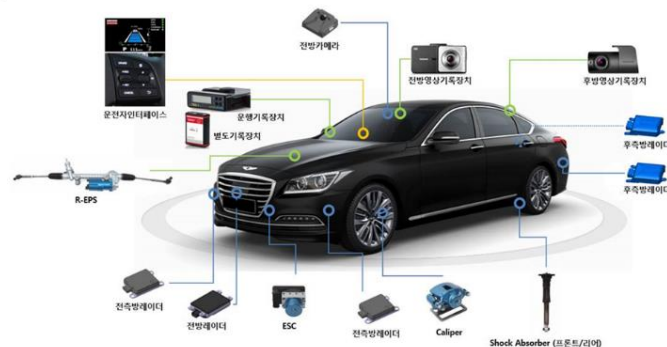 전방카메라
전방영상기록장치
후방영상기록장치
운전자인터페이스
운행기록장치
별도기록장치
후측방레이더
후측방레이더
R-EPS
전측방레이더
전방레이더
ESC
전측방레이더
Caliper
Shock Absorber (프론트/리어)